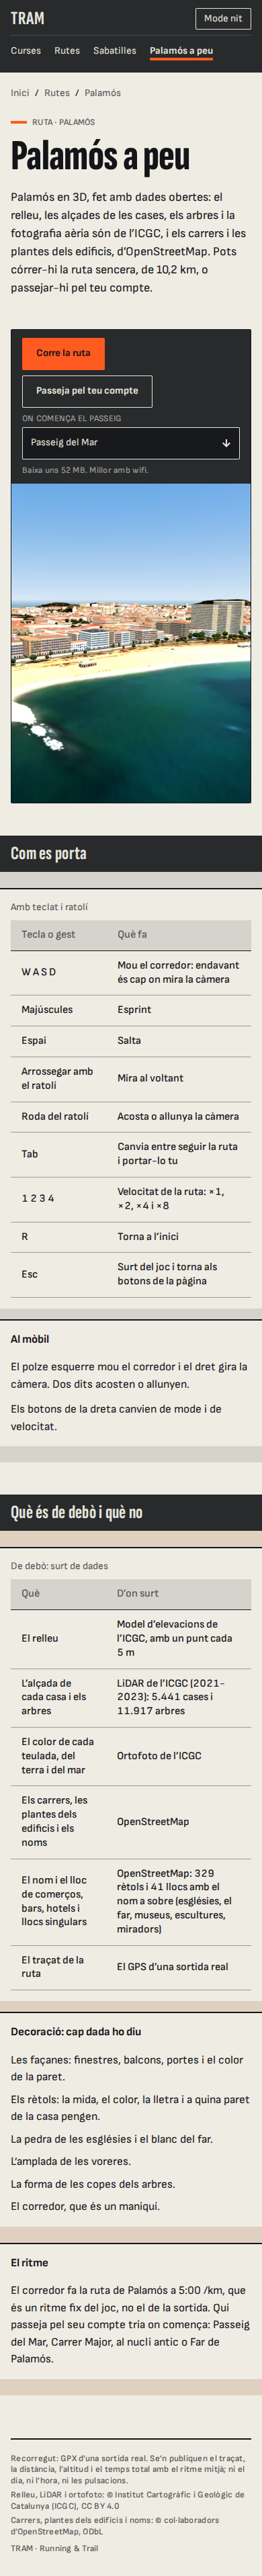 TRAM
Mode nit
Curses Rutes Sabatilles Palamós a peu
Inici / Rutes / Palamós
RUTA · PALAMÓS
Palamós a peu
Palamós en 3D, fet amb dades obertes: el
relleu, les alçades de les cases, els arbres i la
fotografia aèria són de l’ICGC, i els carrers i les
plantes dels edificis, d’OpenStreetMap. Pots
córrer-hi la ruta sencera, de 10,2 km, o
passejar-hi pel teu compte.
Corre la ruta
Passeja pel teu compte
ON COMENÇA EL PASSEIG
Passeig del Mar
Baixa uns 52 MB. Millor amb wifi.
Com es porta
Amb teclat i ratolí
Tecla o gest Què fa
W A S D Mou el corredor: endavant
és cap on mira la càmera
Majúscules Esprint
Espai Salta
Arrossegar amb
el ratolí
Mira al voltant
Roda del ratolí Acosta o allunya la càmera
Tab Canvia entre seguir la ruta
i portar-lo tu
1 2 3 4 Velocitat de la ruta: ×1,
×2, ×4 i ×8
R Torna a l’inici
Esc Surt del joc i torna als
botons de la pàgina
Al mòbil
El polze esquerre mou el corredor i el dret gira la
càmera. Dos dits acosten o allunyen.
Els botons de la dreta canvien de mode i de
velocitat.
Què és de debò i què no
De debò: surt de dades
Què D’on surt
El relleu Model d’elevacions de
l’ICGC, amb un punt cada
5 m
L’alçada de
cada casa i els
arbres
LiDAR de l’ICGC (2021-
2023): 5.441 cases i
11.917 arbres
El color de cada
teulada, del
terra i del mar
Ortofoto de l’ICGC
Els carrers, les
plantes dels
edificis i els
noms
OpenStreetMap
El nom i el lloc
de comerços,
bars, hotels i
llocs singulars
OpenStreetMap: 329
rètols i 41 llocs amb el
nom a sobre (esglésies, el
far, museus, escultures,
miradors)
El traçat de la
ruta
El GPS d’una sortida real
Decoració: cap dada ho diu
Les façanes: finestres, balcons, portes i el color
de la paret.
Els rètols: la mida, el color, la lletra i a quina paret
de la casa pengen.
La pedra de les esglésies i el blanc del far.
L’amplada de les voreres.
La forma de les copes dels arbres.
El corredor, que és un maniquí.
El ritme
El corredor fa la ruta de Palamós a 5:00 /km, que
és un ritme fix del joc, no el de la sortida. Qui
passeja pel seu compte tria on comença: Passeig
del Mar, Carrer Major, al nucli antic o Far de
Palamós.
Recorregut: GPX d’una sortida real. Se’n publiquen el traçat,
la distància, l’altitud i el temps total amb el ritme mitjà; ni el
dia, ni l’hora, ni les pulsacions.
Relleu, LiDAR i ortofoto: © Institut Cartogràfic i Geològic de
Catalunya (ICGC), CC BY 4.0
Carrers, plantes dels edificis i noms: © col·laboradors
d’OpenStreetMap, ODbL
TRAM · Running & Trail